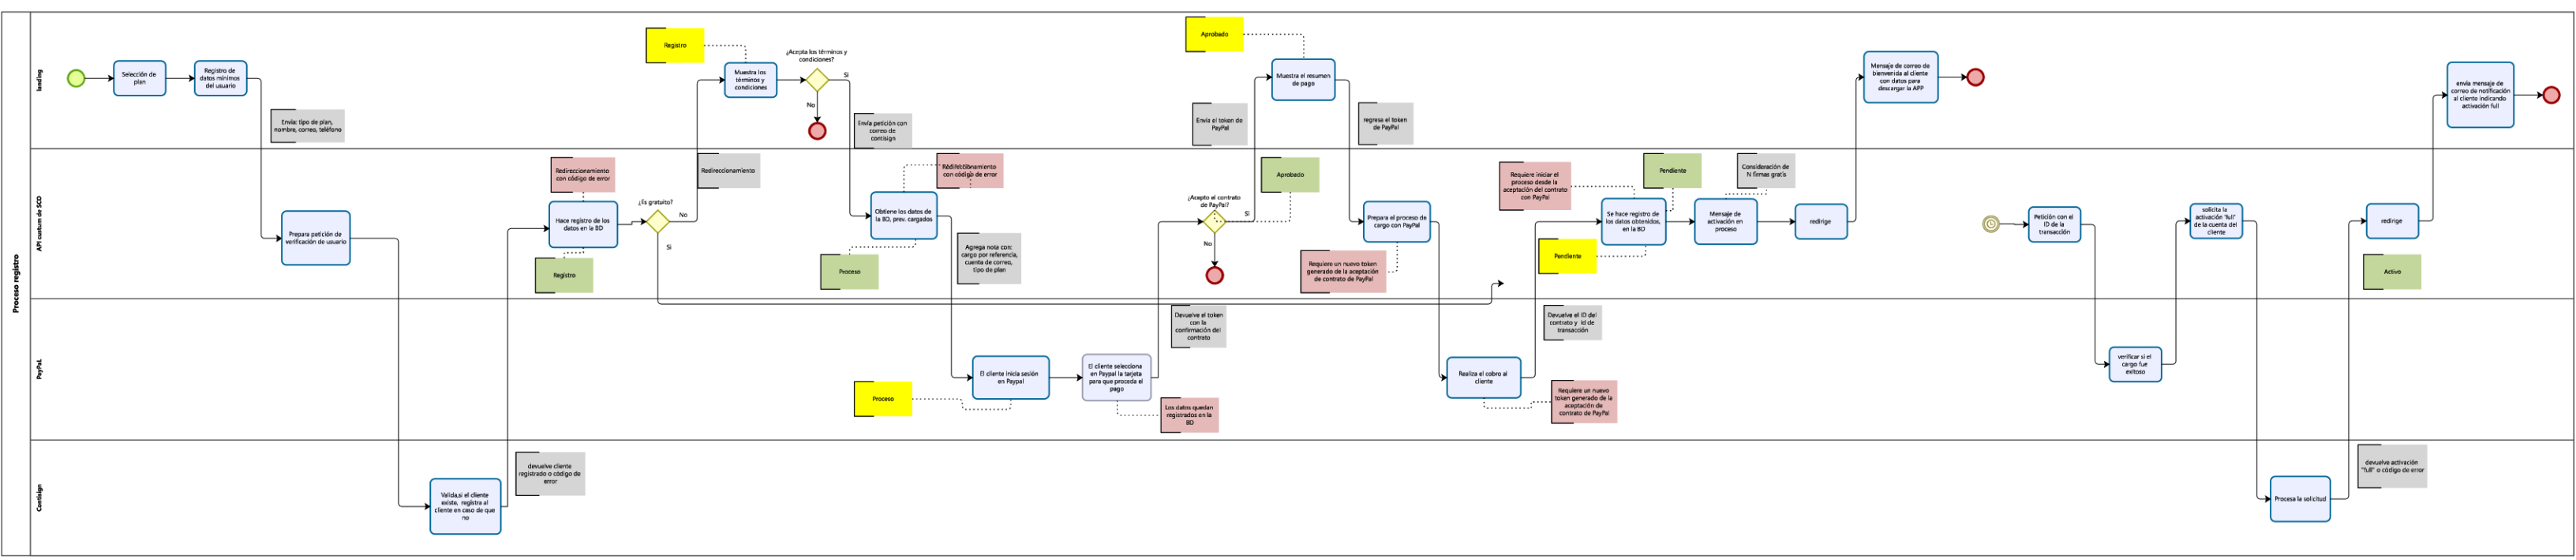 Proceso registro
landing
Selección de
plan
Registro de
datos mínimos
del usuario
Envía: tipo de plan,
nombre, correo, teléfono
Registro
Muestra los
términos y
condiciones
¿Acepta los términos y
condiciones?
Si
No
Envía petición con
correo de
contisign
Aprobado
Muestra el resumen
de pago
Envía el token de
PayPal
regresa el token
de PayPal
Mensaje de correo de
bienvenida al cliente
con datos para
descargar la APP
envía mensaje de
correo de notificación
al cliente indicando
activación full
API custum de SCD
Prepara petición de
verificación de usuario
Redireccionamiento
con código de error
Hace registro de los
datos en la BD
Registro
¿Es gratuito?
No
Si
Redireccionamiento
Redireccionamiento
con código de error
Obtiene los datos de
la BD, prev. cargados
Proceso
Agrega nota con:
cargo por referencia,
cuenta de correo,
tipo de plan
¿Acepto el contrato
de PayPal?
Si
No
Aprobado
Prepara el proceso de
cargo con PayPal
Requiere un nuevo token
generado de la aceptación
de contrato de PayPal
Requiere iniciar el
proceso desde la
aceptación del contrato
con PayPal
Pendiente
Se hace registro de
los datos obtenidos,
en la BD
Pendiente
Mensaje de
activación en
proceso
Consideración de
N firmas gratis
redirige
Petición con el
ID de la
transacción
solicita la
activación "full"
de la cuenta del
cliente
redirige
Activo
PayPaL
Proceso
El cliente inicia sesión
en Paypal
El cliente selecciona
en Paypal la tarjeta
para que proceda el
pago
Los datos quedan
registrados en la
BD
Devuelve el token
con la
confirmación del
contrato
Realiza el cobro al
cliente
Devuelve el ID del
contrato y Id de
transacción
Requiere un nuevo
token generado de la
aceptación de
contrato de PayPal
verificar si el
cargo fue
exitoso
Contisign
Valida,si el cliente
existe, registra al
cliente en caso de que
no
devuelve cliente
registrado o código de
error
Procesa la solicitud
devuelve activación
"full" o código de error